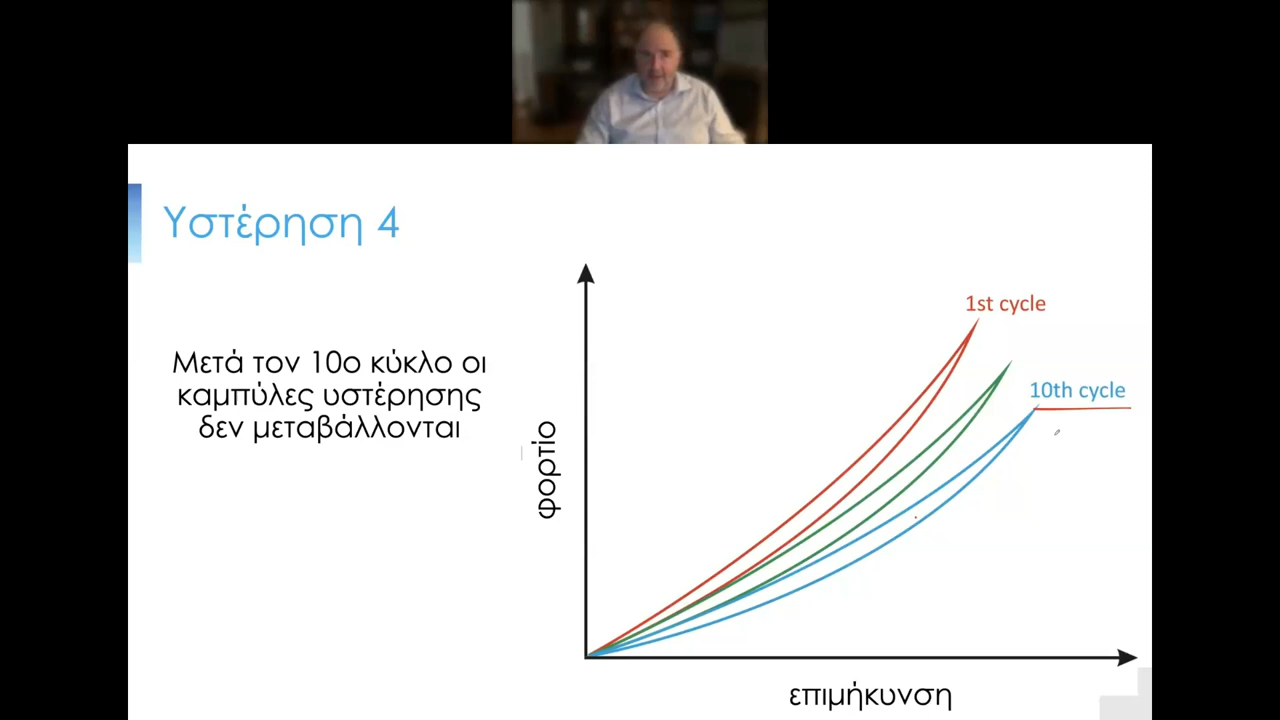 Υστέρηση 4
Μετά τον 10ο κύκλο οι
καμπύλες υστέρησης
δεν μεταβάλλονται
1st cycle
10th cycle
φορτίο
επιμήκυνση